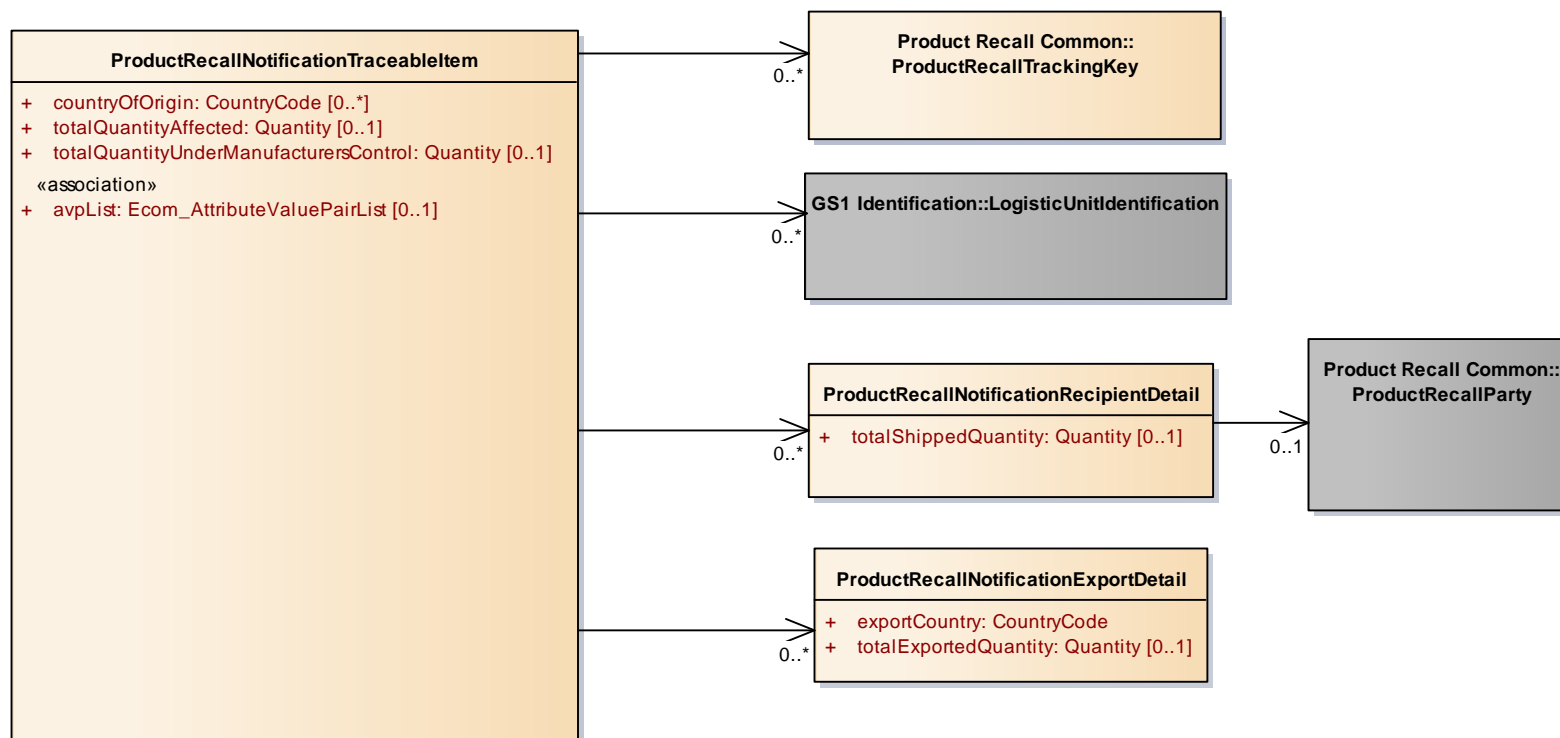 ProductRecallNotificationTraceableItem
+ countryOfOrigin: CountryCode [0..*]
+ totalQuantityAffected: Quantity [0..1]
+ totalQuantityUnderManufacturersControl: Quantity [0..1]
«association»
+ avpList: Ecom_AttributeValuePairList [0..1]
0..*
Product Recall Common::
ProductRecallTrackingKey
0..*
GS1 Identification::LogisticUnitIdentification
0..*
ProductRecallNotificationRecipientDetail
+ totalShippedQuantity: Quantity [0..1]
0..1
Product Recall Common::
ProductRecallParty
0..*
ProductRecallNotificationExportDetail
+ exportCountry: CountryCode
+ totalExportedQuantity: Quantity [0..1]